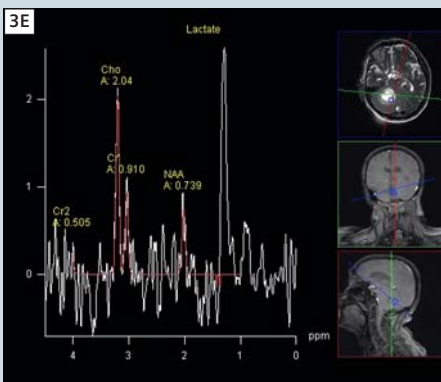 3E
Lactate
Cho
A: 2.04
Cr
A: 0.910
NAA
A: 0.739
Cr2
A: 0.505
2
1
0
ppm
4 3 2 1 0